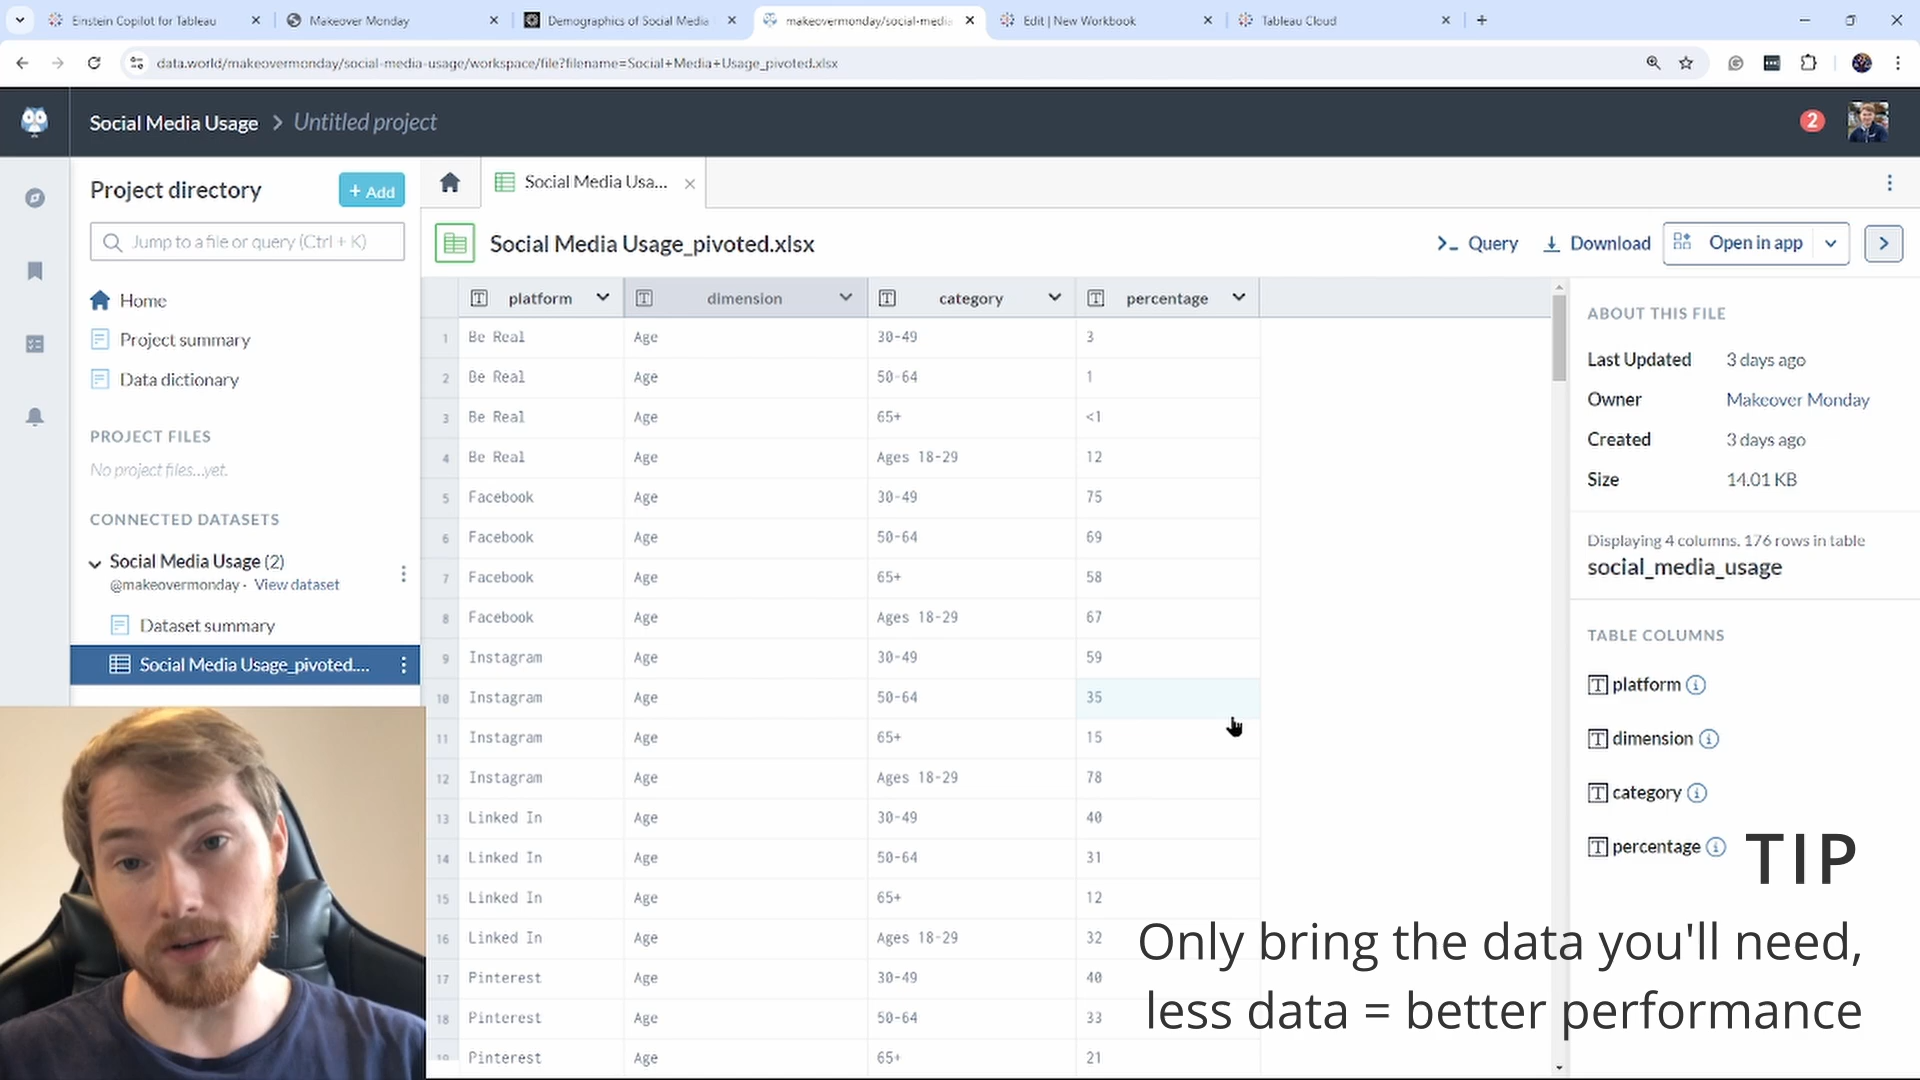 Einstein Copilot for Tableau
Makeover Monday
Demographics of Social Media
makeovermonday/social-media
Edit | New Workbook
Tableau Cloud
data.world/makeovermonday/social-media-usage/workspace/file?filename=Social+Media+Usage_pivoted.xlsx
Social Media Usage > Untitled project
2
Project directory
+ Add
Jump to a file or query (Ctrl + K)
Home
Project summary
Data dictionary
PROJECT FILES
No project files...yet.
CONNECTED DATASETS
Social Media Usage (2)
@makeovermonday · View dataset
Dataset summary
Social Media Usage_pivoted....
Social Media Usa...
Social Media Usage_pivoted.xlsx
Query
Download
Open in app
platform dimension category percentage
1 Be Real Age 30-49 3
2 Be Real Age 50-64 1
3 Be Real Age 65+ <1
4 Be Real Age Ages 18-29 12
5 Facebook Age 30-49 75
6 Facebook Age 50-64 69
7 Facebook Age 65+ 58
8 Facebook Age Ages 18-29 67
9 Instagram Age 30-49 59
10 Instagram Age 50-64 35
11 Instagram Age 65+ 15
12 Instagram Age Ages 18-29 78
13 Linked In Age 30-49 40
14 Linked In Age 50-64 31
15 Linked In Age 65+ 12
16 Linked In Age Ages 18-29 32
17 Pinterest Age 30-49 40
18 Pinterest Age 50-64 33
19 Pinterest Age 65+ 21
ABOUT THIS FILE
Last Updated 3 days ago
Owner Makeover Monday
Created 3 days ago
Size 14.01 KB
Displaying 4 columns, 176 rows in table
social_media_usage
TABLE COLUMNS
platform
dimension
category
percentage
TIP
Only bring the data you'll need,
less data = better performance